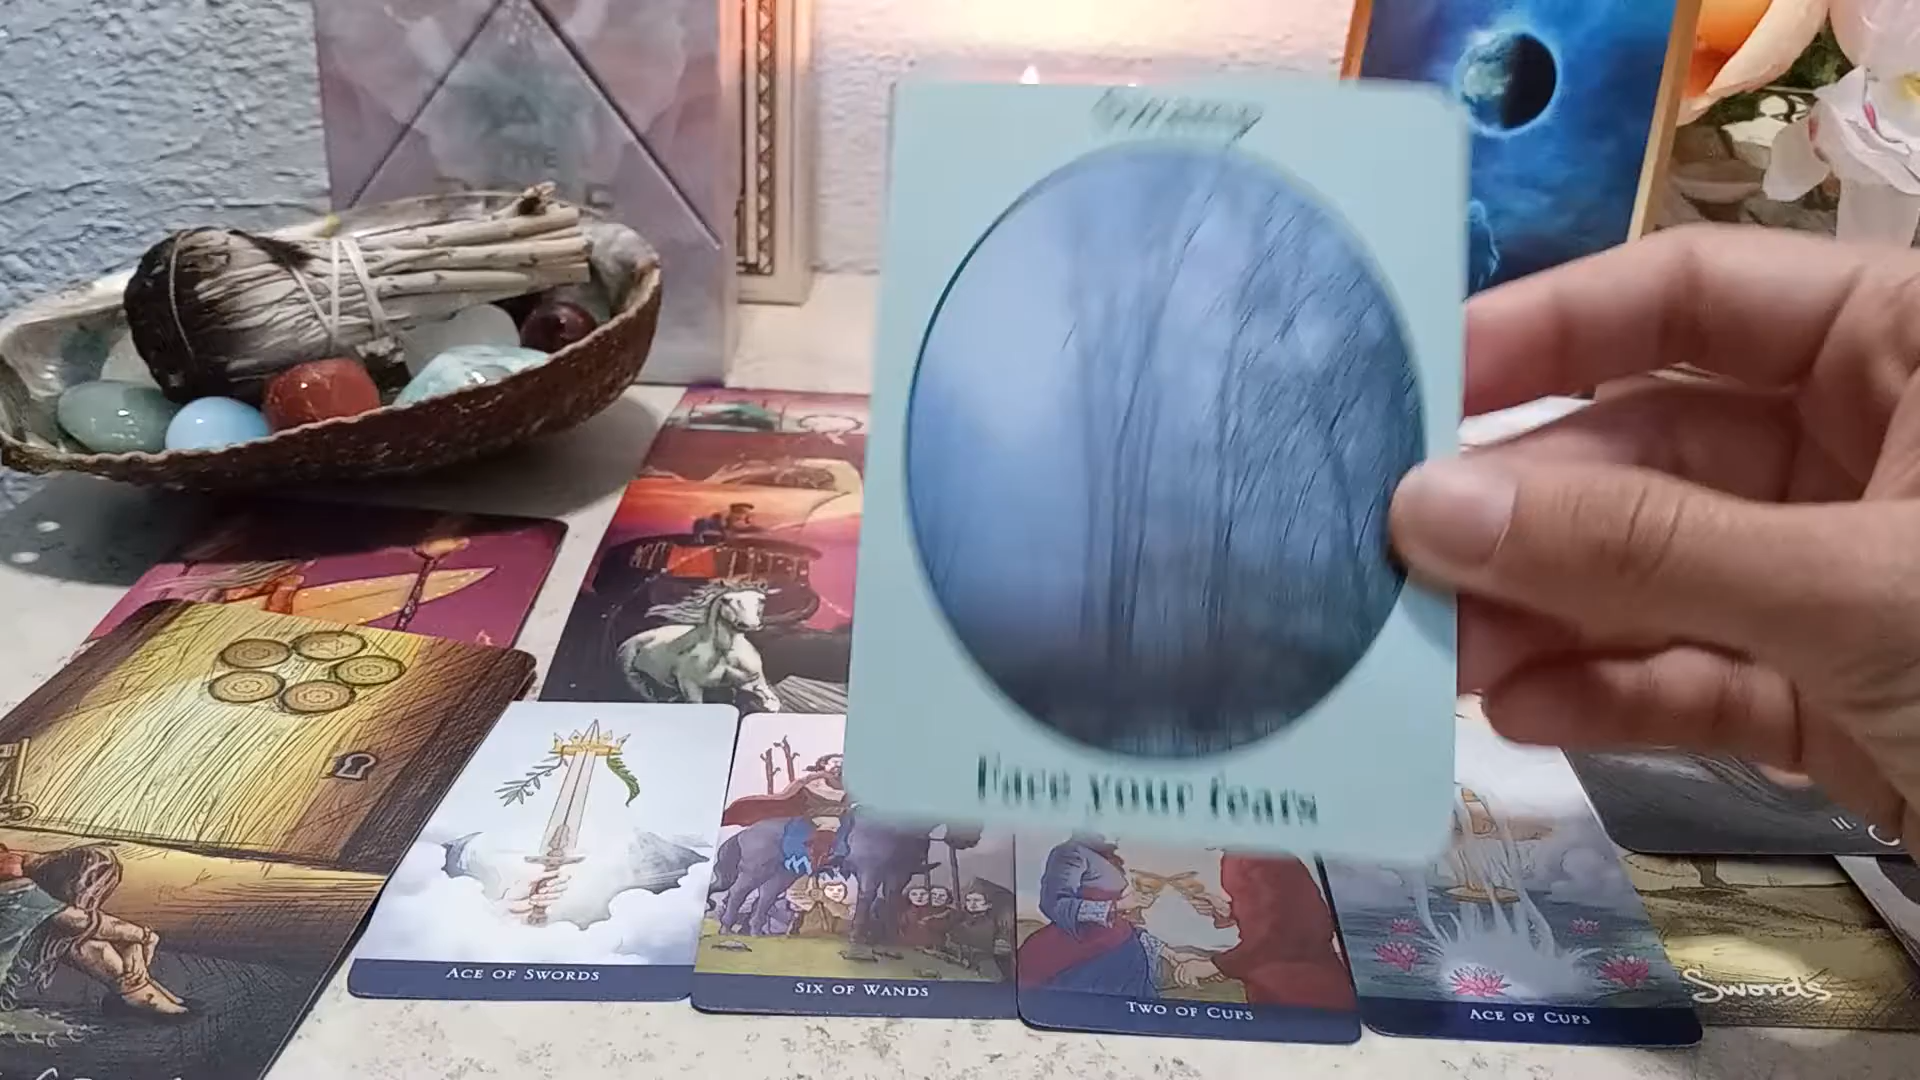 Face your fears
ACE OF SWORDS
SIX OF WANDS
TWO OF CUPS
ACE OF CUPS
Swords